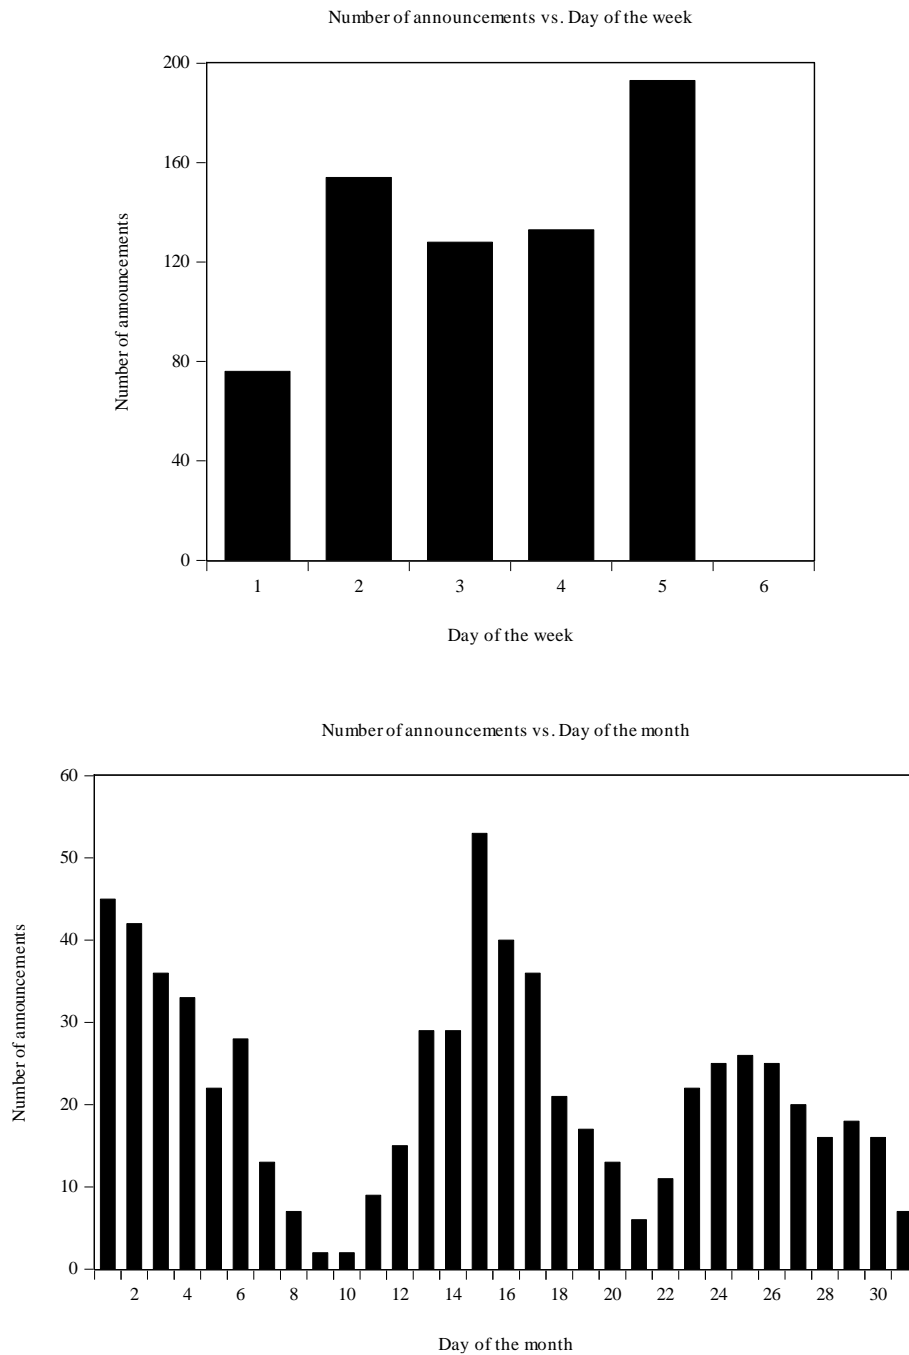 Number of announcements vs. Day of the week
200
160
120
80
40
0
Number of announcements
1 2 3 4 5 6
Day of the week
Number of announcements vs. Day of the month
60
50
40
30
20
10
0
Number of announcements
2 4 6 8 10 12 14 16 18 20 22 24 26 28 30
Day of the month